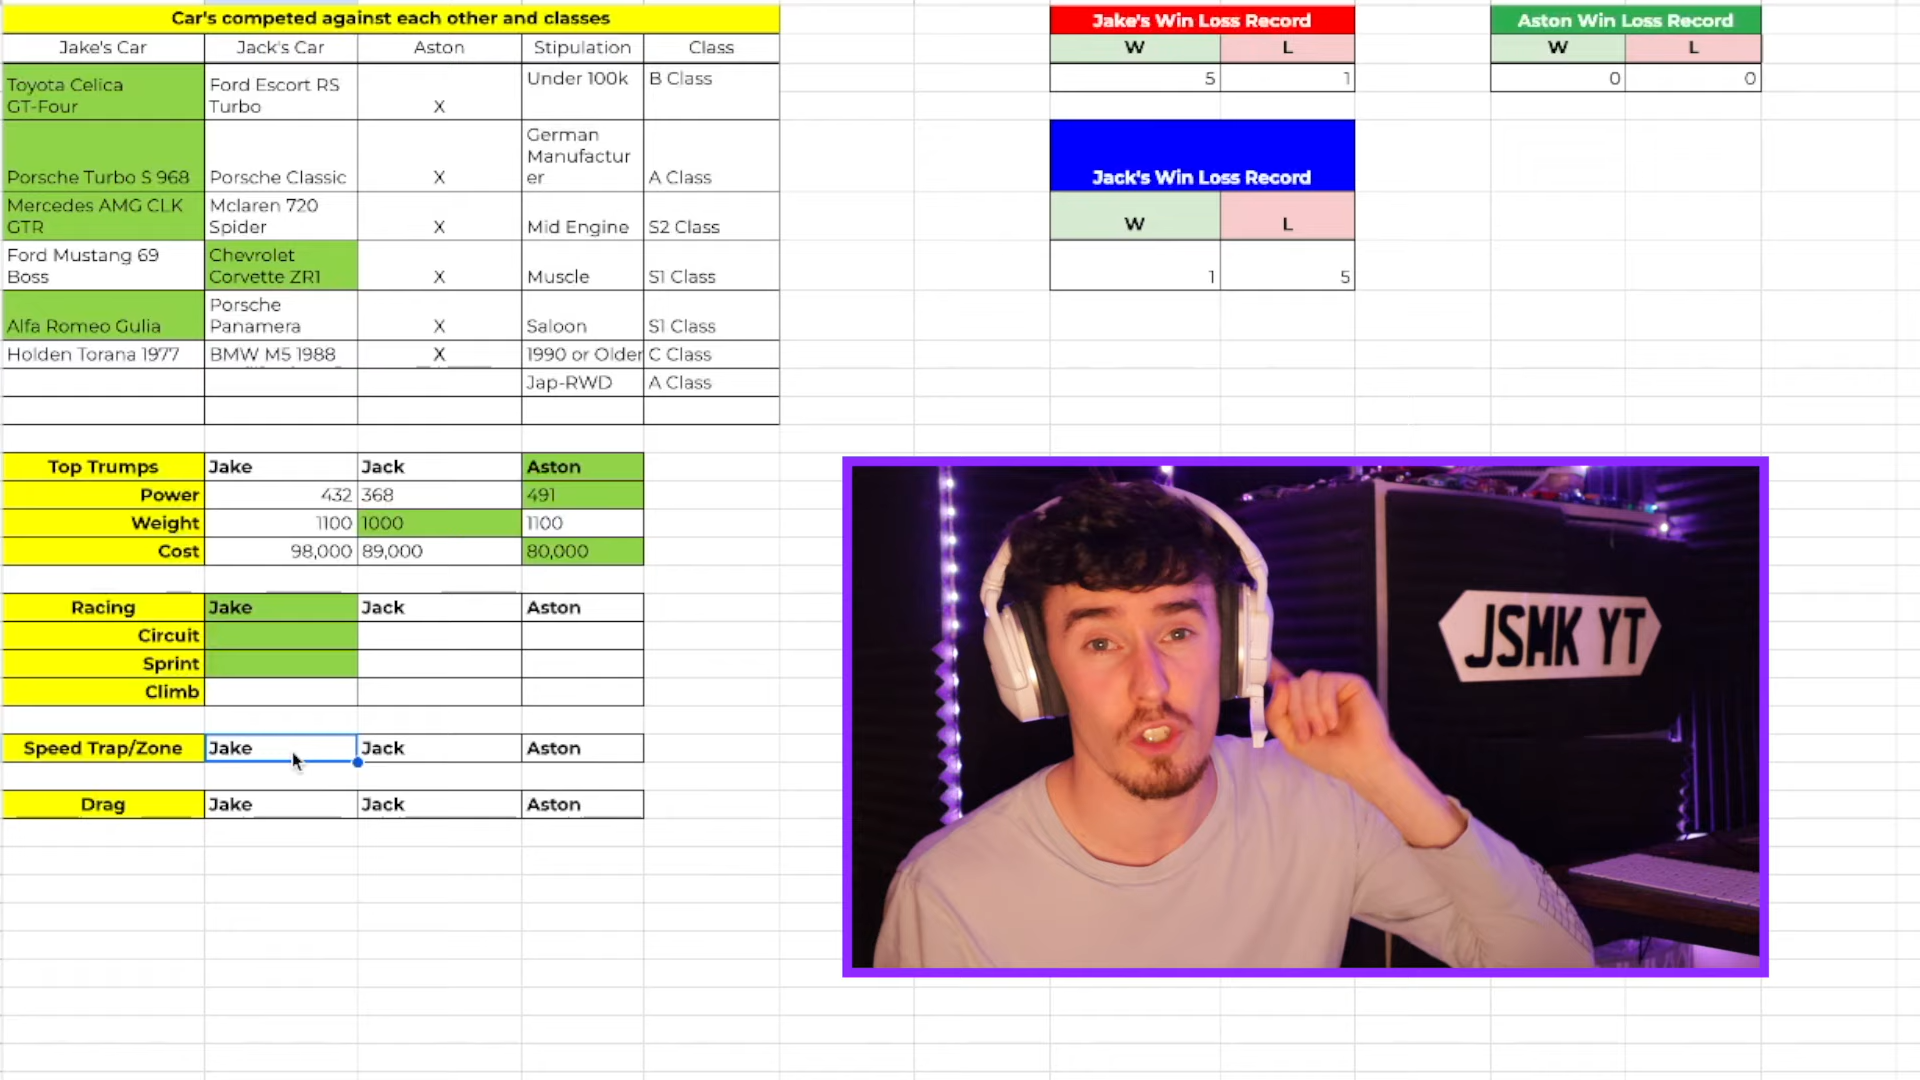 Car's competed against each other and classes
Jake's Car Jack's Car Aston Stipulation Class
Toyota Celica GT-Four Ford Escort RS Turbo X Under 100k B Class
Porsche Turbo S 968 Porsche Classic X German Manufacturer A Class
Mercedes AMG CLK GTR Mclaren 720 Spider X Mid Engine S2 Class
Ford Mustang 69 Boss Chevrolet Corvette ZR1 X Muscle S1 Class
Alfa Romeo Gulia Porsche Panamera X Saloon S1 Class
Holden Torana 1977 BMW M5 1988 X 1990 or Older C Class
Jap-RWD A Class
Top Trumps Jake Jack Aston
Power 432 368 491
Weight 1100 1000 1100
Cost 98,000 89,000 80,000
Racing Jake Jack Aston
Circuit
Sprint
Climb
Speed Trap/Zone Jake Jack Aston
Drag Jake Jack Aston
Jake's Win Loss Record
W L
5 1
Jack's Win Loss Record
W L
1 5
Aston Win Loss Record
W L
0 0
JSMK YT